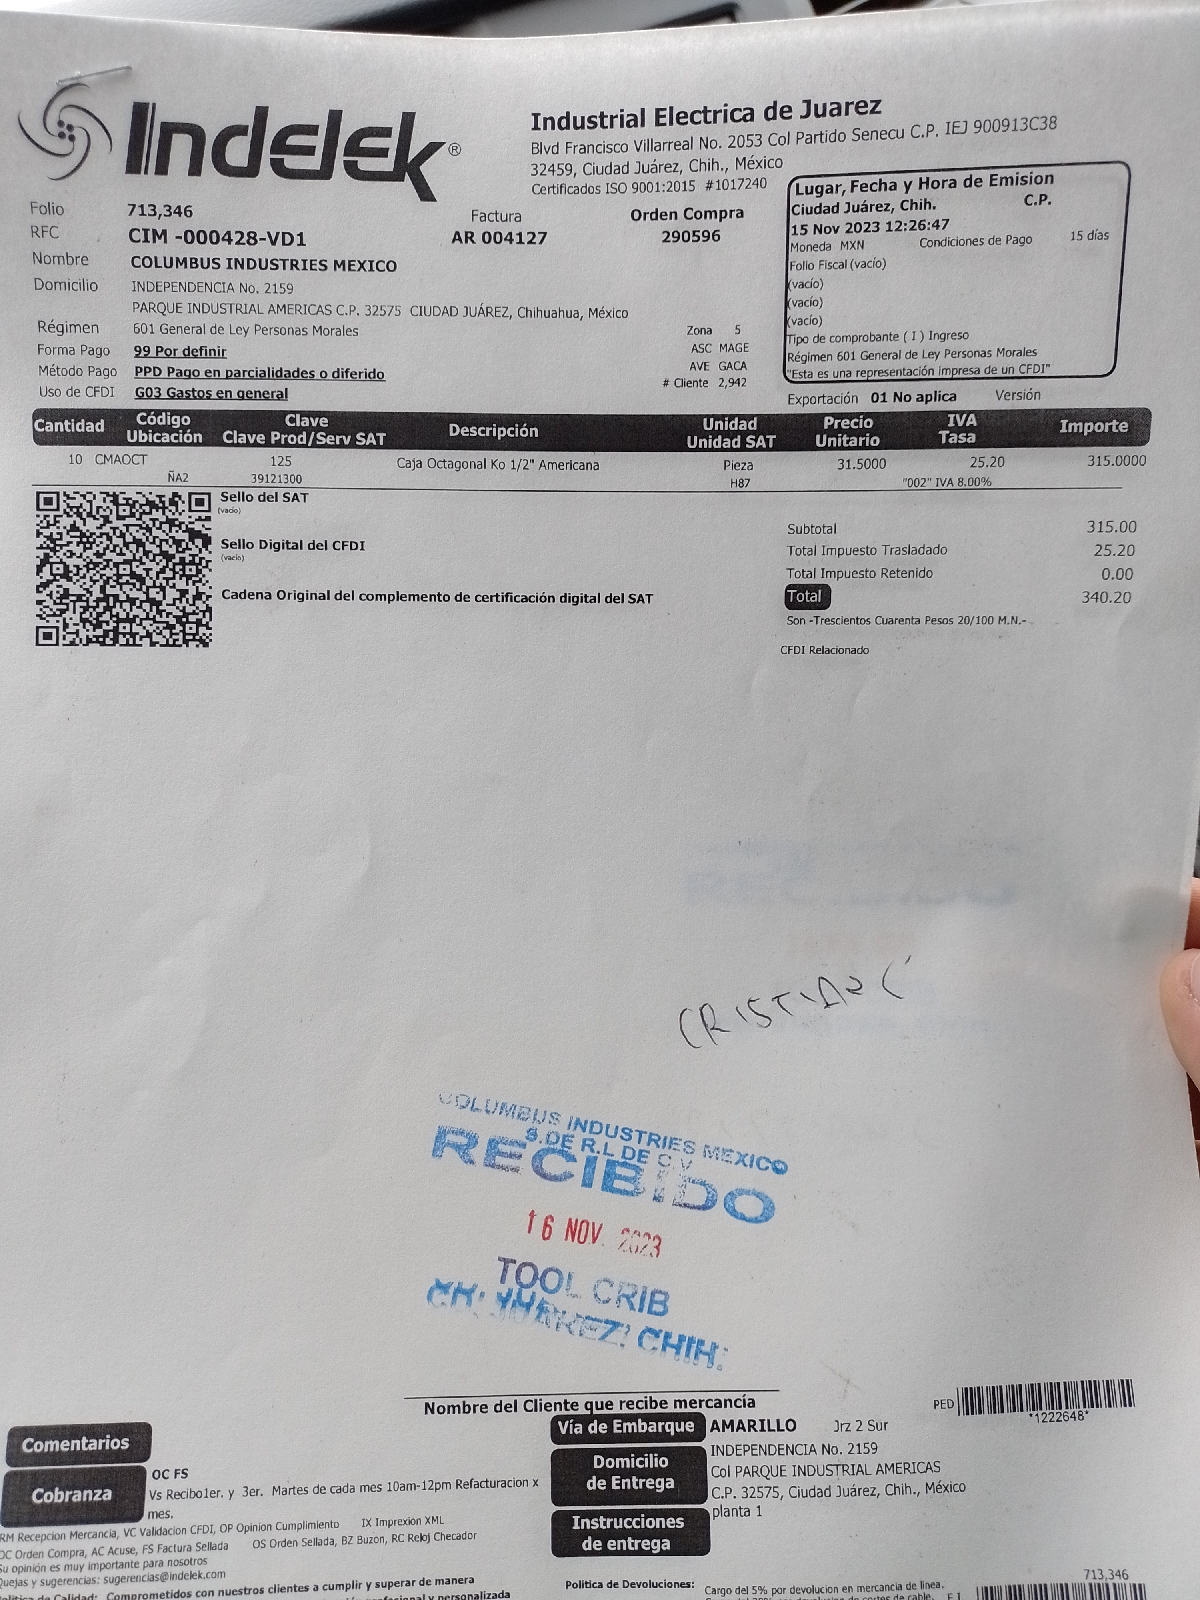 Indelek®
Industrial Electrica de Juarez
Blvd Francisco Villarreal No. 2053 Col Partido Senecu C.P. IEJ 900913C38
32459, Ciudad Juárez, Chih., México
Certificados ISO 9001:2015 #1017240
Lugar, Fecha y Hora de Emision
Ciudad Juárez, Chih. C.P.
15 Nov 2023 12:26:47
Moneda MXN Condiciones de Pago 15 días
Folio Fiscal (vacío)
(vacío)
(vacío)
(vacío)
Tipo de comprobante ( I ) Ingreso
Régimen 601 General de Ley Personas Morales
"Esta es una representación impresa de un CFDI"
Exportación 01 No aplica Versión
Folio 713,346 Factura Orden Compra
RFC CIM -000428-VD1 AR 004127 290596
Nombre COLUMBUS INDUSTRIES MEXICO
Domicilio INDEPENDENCIA No. 2159
PARQUE INDUSTRIAL AMERICAS C.P. 32575 CIUDAD JUÁREZ, Chihuahua, México
Régimen 601 General de Ley Personas Morales Zona 5
Forma Pago 99 Por definir ASC MAGE
Método Pago PPD Pago en parcialidades o diferido AVE GACA
Uso de CFDI G03 Gastos en general # Cliente 2,942
Cantidad Código Ubicación Clave Clave Prod/Serv SAT Descripción Unidad Unidad SAT Precio Unitario IVA Tasa Importe
10 CMAOCT 125 Caja Octagonal Ko 1/2" Americana Pieza 31.5000 25.20 315.0000
ÑA2 39121300 H87 "002" IVA 8.00%
Sello del SAT
(vacío)
Sello Digital del CFDI
(vacío)
Cadena Original del complemento de certificación digital del SAT
Subtotal 315.00
Total Impuesto Trasladado 25.20
Total Impuesto Retenido 0.00
Total 340.20
Son -Trescientos Cuarenta Pesos 20/100 M.N.-
CFDI Relacionado
COLUMBUS INDUSTRIES MEXICO
S.DE R.L DE C V
RECIBIDO
16 NOV. 2023
TOOL CRIB
CD. JUAREZ, CHIH.
Nombre del Cliente que recibe mercancía
PED *1222648*
Comentarios
Cobranza OC FS
Vs Recibo1er. y 3er. Martes de cada mes 10am-12pm Refacturacion x
mes.
RM Recepcion Mercancia, VC Validacion CFDI, OP Opinion Cumplimiento IX Imprexion XML
OC Orden Compra, AC Acuse, FS Factura Sellada OS Orden Sellada, BZ Buzon, RC Reloj Checador
Su opinión es muy importante para nosotros
Quejas y sugerencias: sugerencias@indelek.com
Política de Calidad: Comprometidos con nuestros clientes a cumplir y superar de manera
y personalizada
Vía de Embarque AMARILLO Jrz 2 Sur
Domicilio de Entrega INDEPENDENCIA No. 2159
Col PARQUE INDUSTRIAL AMERICAS
C.P. 32575, Ciudad Juárez, Chih., México
Instrucciones de entrega planta 1
Politica de Devoluciones: Cargo del 5% por devolucion en mercancia de linea.
713,346